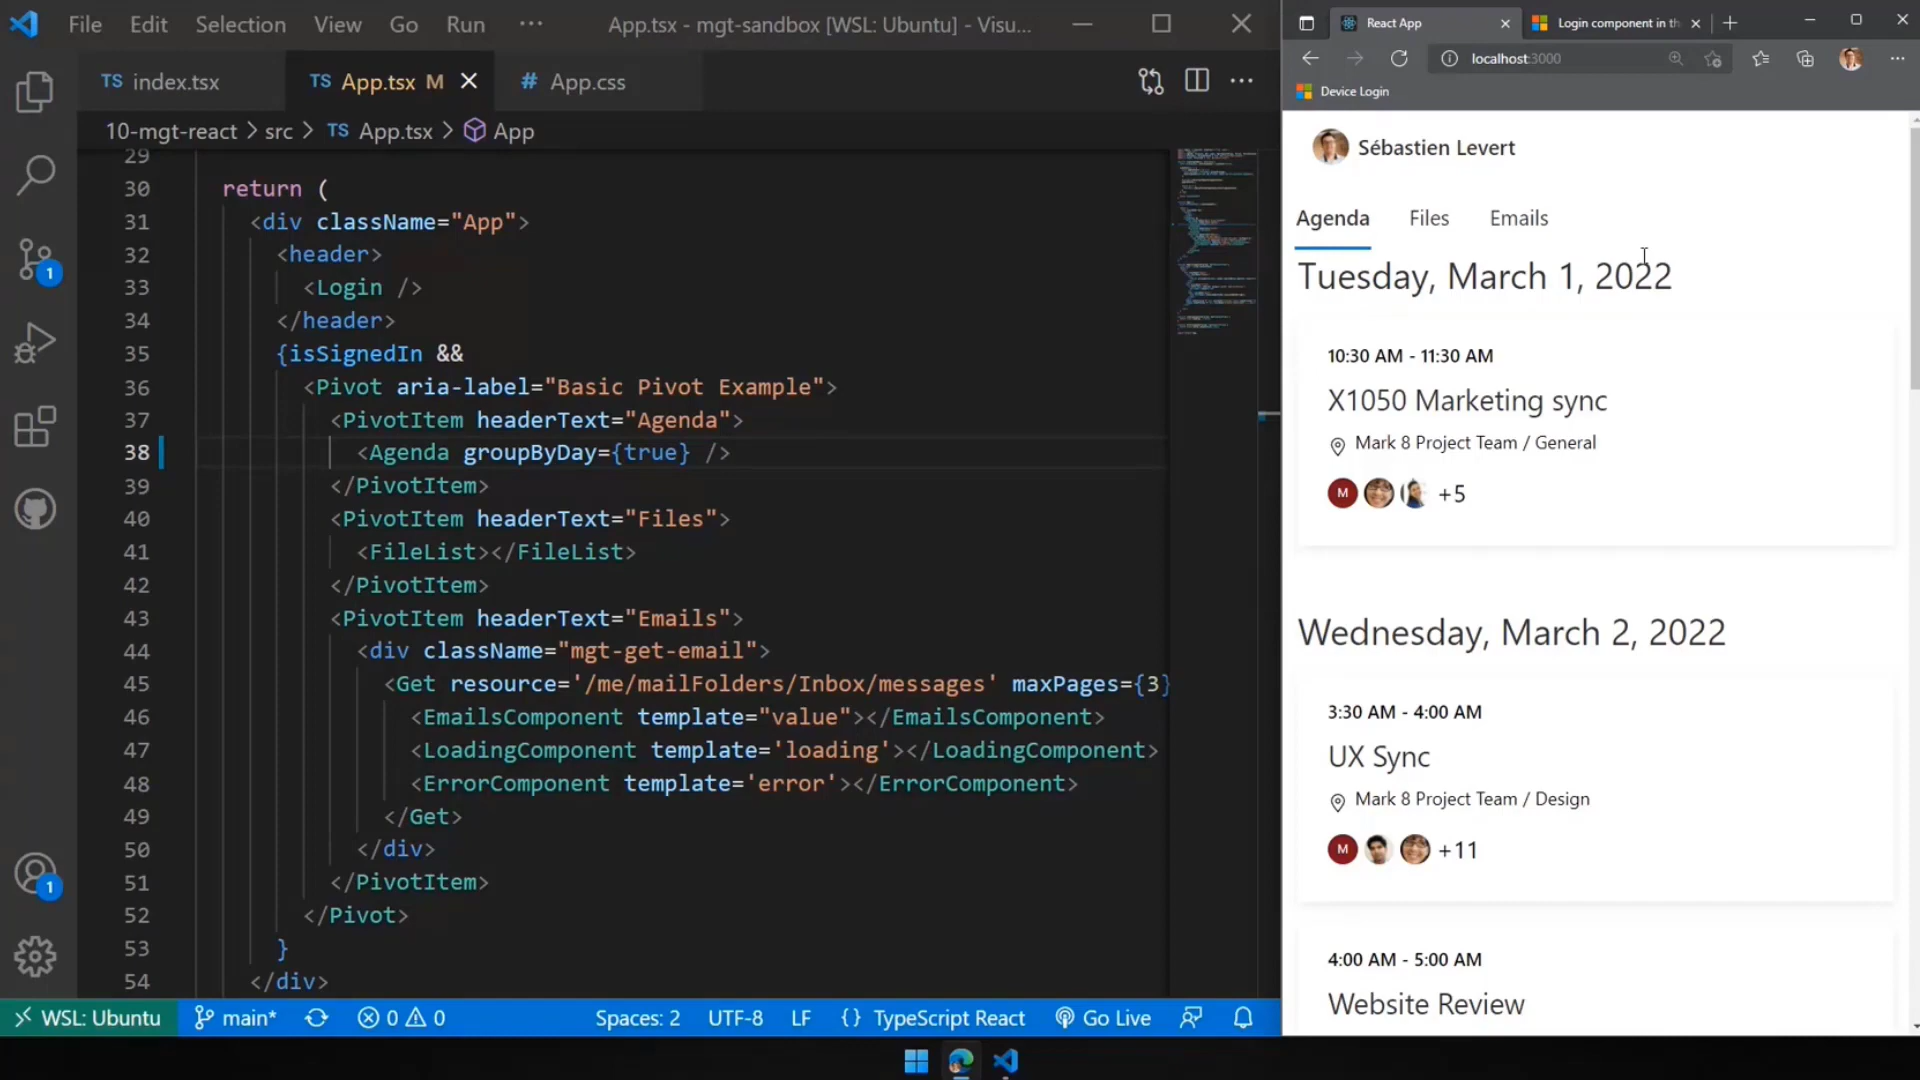 File Edit Selection View Go Run ··· App.tsx - mgt-sandbox [WSL: Ubuntu] - Visu...
TS index.tsx TS App.tsx M # App.css
10-mgt-react > src > TS App.tsx > App
29
30 return (
31 <div className="App">
32 <header>
33 <Login />
34 </header>
35 {isSignedIn &&
36 <Pivot aria-label="Basic Pivot Example">
37 <PivotItem headerText="Agenda">
38 <Agenda groupByDay={true} />
39 </PivotItem>
40 <PivotItem headerText="Files">
41 <FileList></FileList>
42 </PivotItem>
43 <PivotItem headerText="Emails">
44 <div className="mgt-get-email">
45 <Get resource='/me/mailFolders/Inbox/messages' maxPages={3}
46 <EmailsComponent template="value"></EmailsComponent>
47 <LoadingComponent template='loading'></LoadingComponent>
48 <ErrorComponent template='error'></ErrorComponent>
49 </Get>
50 </div>
51 </PivotItem>
52 </Pivot>
53 }
54 </div>
1
1
WSL: Ubuntu main* 0 0 Spaces: 2 UTF-8 LF {} TypeScript React Go Live
React App Login component in th
localhost:3000
Device Login
Sébastien Levert
Agenda Files Emails
Tuesday, March 1, 2022
10:30 AM - 11:30 AM
X1050 Marketing sync
Mark 8 Project Team / General
M +5
Wednesday, March 2, 2022
3:30 AM - 4:00 AM
UX Sync
Mark 8 Project Team / Design
M +11
4:00 AM - 5:00 AM
Website Review